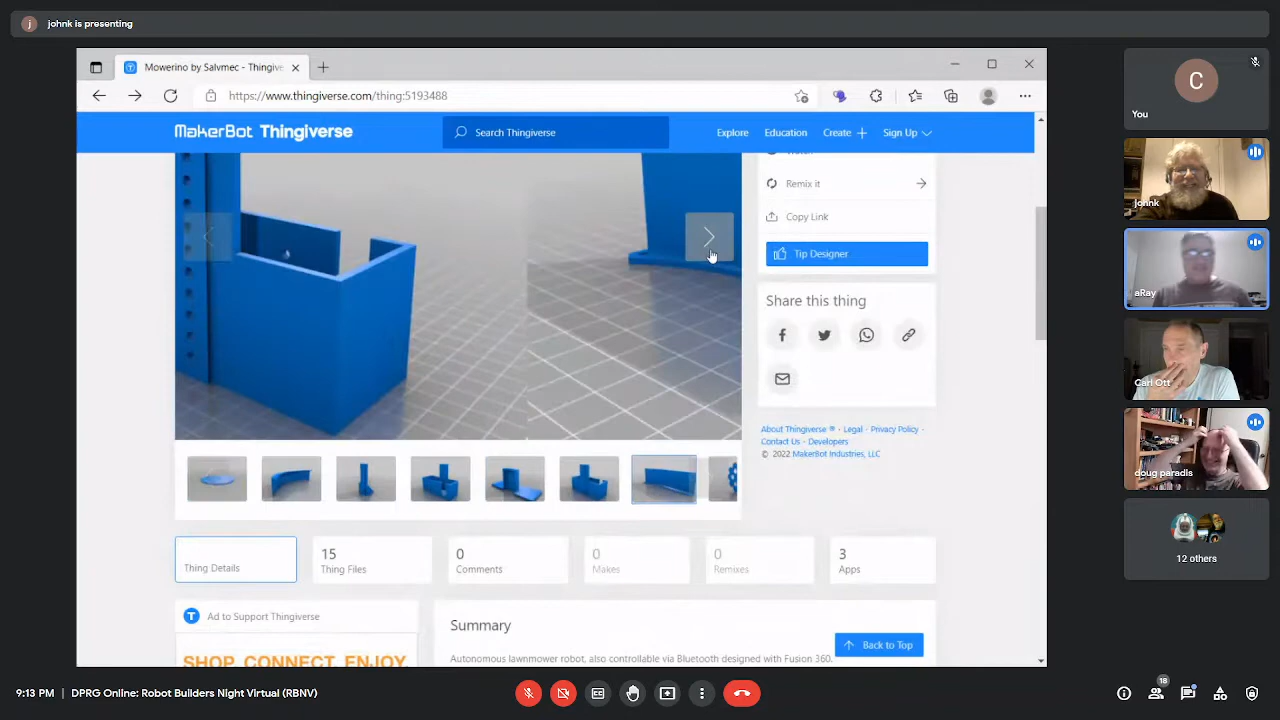 j johnk is presenting
Mowerino by Salvmec - Thingive
https://www.thingiverse.com/thing:5193488
MakerBot Thingiverse
Search Thingiverse
Explore
Education
Create
Sign Up
Remix it
Copy Link
Tip Designer
Share this thing
About Thingiverse ® · Legal · Privacy Policy ·
Contact Us · Developers
© 2022 MakerBot Industries, LLC
Thing Details
15
Thing Files
0
Comments
0
Makes
0
Remixes
3
Apps
Ad to Support Thingiverse
SHOP. CONNECT. ENJOY.
Summary
Autonomous lawnmower robot, also controllable via Bluetooth designed with Fusion 360.
Back to Top
C
You
johnk
aRay
Carl Ott
doug paradis
12 others
9:13 PM | DPRG Online: Robot Builders Night Virtual (RBNV)
18